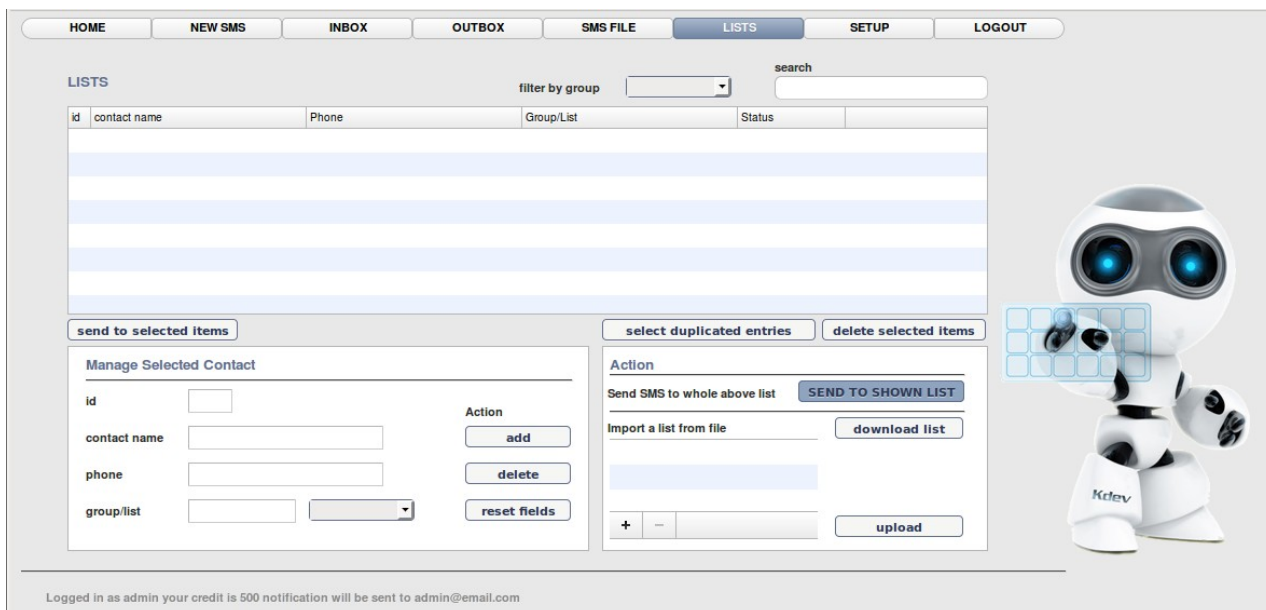 HOME NEW SMS INBOX OUTBOX SMS FILE LISTS SETUP LOGOUT
search
LISTS
filter by group
id contact name Phone Group/List Status
send to selected items select duplicated entries delete selected items
Manage Selected Contact
id
Action
contact name add
phone delete
group/list reset fields
Action
Send SMS to whole above list SEND TO SHOWN LIST
Import a list from file download list
+ − upload
Kdev
Logged in as admin your credit is 500 notification will be sent to admin@email.com